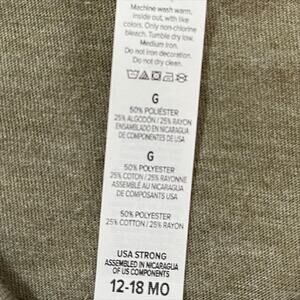 Machine wash warm,
inside out, with like
colors. Only non-chlorine
bleach. Tumble dry low.
Medium iron.
Do not iron decoration.
Do not dry clean.
G
50% POLIÉSTER
25% ALGODÓN / 25% RAYON
ENSAMBLADO EN NICARAGUA
DE COMPONENTES DE USA
G
50% POLYESTER
25% COTON / 25% RAYONNE
ASSEMBLÉ AU NICARAGUA
DE COMPOSANTS DES É.U.
50% POLYESTER
25% COTTON / 25% RAYON
USA STRONG
ASSEMBLED IN NICARAGUA
OF US COMPONENTS
12-18 MO